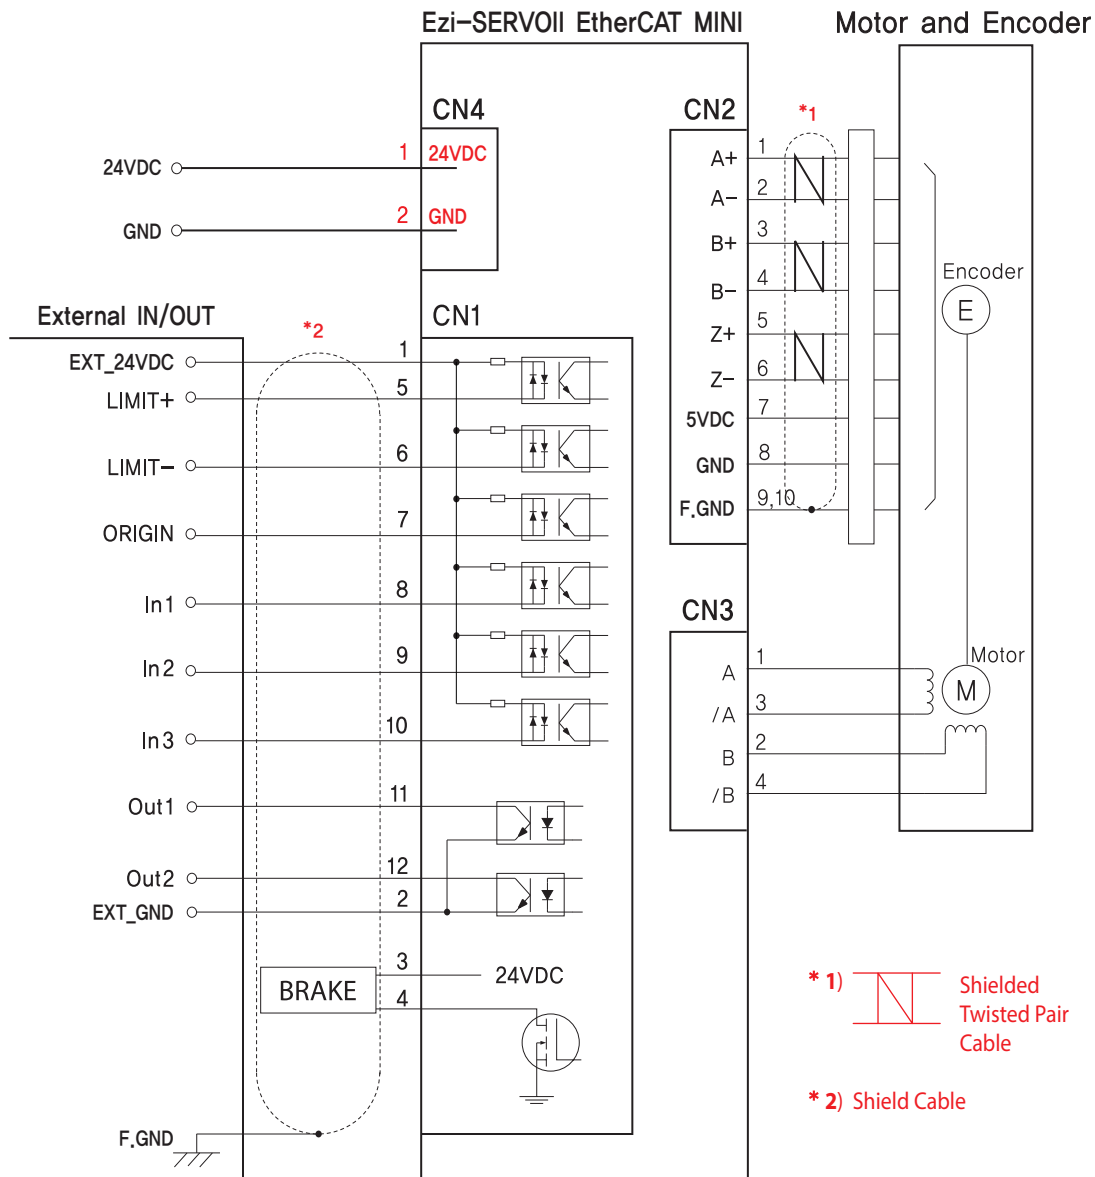 Ezi-SERVOII EtherCAT MINI
Motor and Encoder
CN4
1 24VDC
24VDC
2 GND
GND
CN2
*1
A+ 1
A- 2
B+ 3
B- 4
Z+ 5
Z- 6
5VDC 7
GND 8
F.GND 9,10
Encoder
E
Motor
M
CN3
A 1
/A 3
B 2
/B 4
External IN/OUT
*2
CN1
EXT_24VDC 1
LIMIT+ 5
LIMIT- 6
ORIGIN 7
In1 8
In2 9
In3 10
Out1 11
Out2 12
EXT_GND 2
BRAKE
3 24VDC
4
F.GND
* 1) Shielded
Twisted Pair
Cable
* 2) Shield Cable